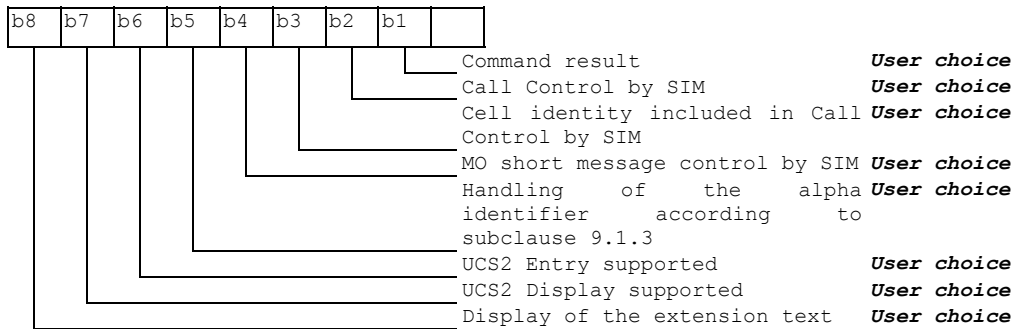 b8 b7 b6 b5 b4 b3 b2 b1
Command result User choice
Call Control by SIM User choice
Cell identity included in Call User choice
Control by SIM
MO short message control by SIM User choice
Handling of the alpha User choice
identifier according to
subclause 9.1.3
UCS2 Entry supported User choice
UCS2 Display supported User choice
Display of the extension text User choice